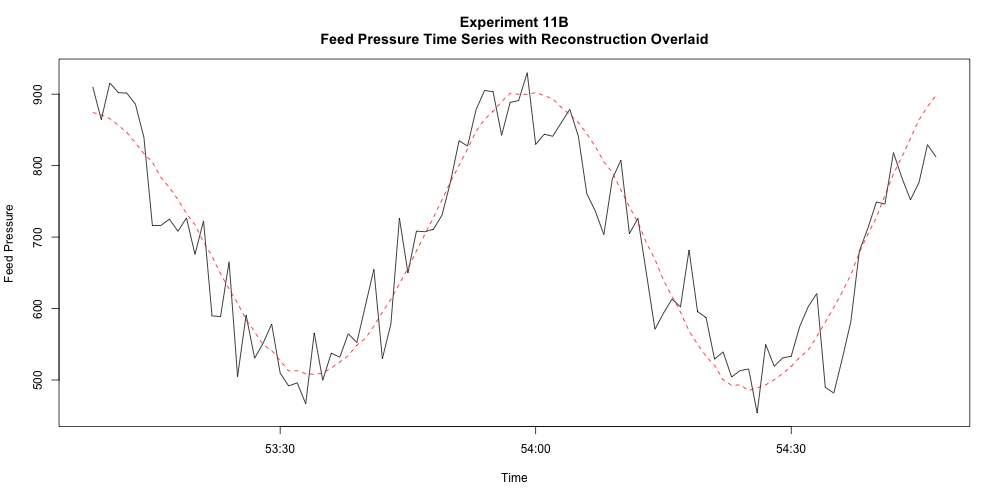 Experiment 11B
Feed Pressure Time Series with Reconstruction Overlaid
Feed Pressure
900
800
700
600
500
53:30
54:00
54:30
Time